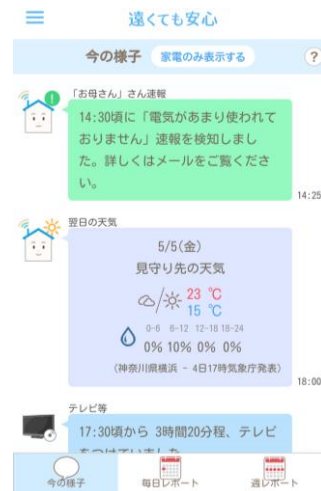 遠くても安心
今の様子 家電のみ表示する ?
「お母さん」さん速報
14:30頃に「電気があまり使われて
おりません」速報を検知しまし
た。詳しくはメールをご覧くださ
い。
14:25
翌日の天気
5/5(金)
見守り先の天気
23 ℃
15 ℃
0-6 6-12 12-18 18-24
0% 10% 0% 0%
(神奈川県横浜 - 4日17時気象庁発表)
18:00
テレビ等
17:30頃から 3時間20分程、テレビ
をつけていました
今の様子 毎日レポート 週レポート